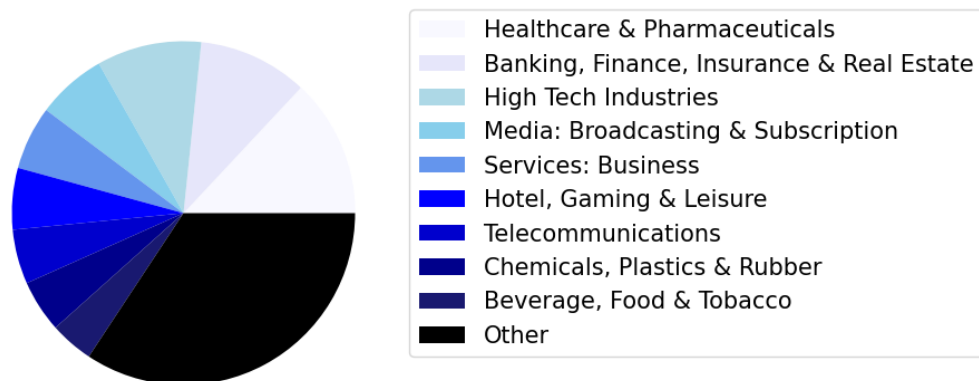 Healthcare & Pharmaceuticals
Banking, Finance, Insurance & Real Estate
High Tech Industries
Media: Broadcasting & Subscription
Services: Business
Hotel, Gaming & Leisure
Telecommunications
Chemicals, Plastics & Rubber
Beverage, Food & Tobacco
Other